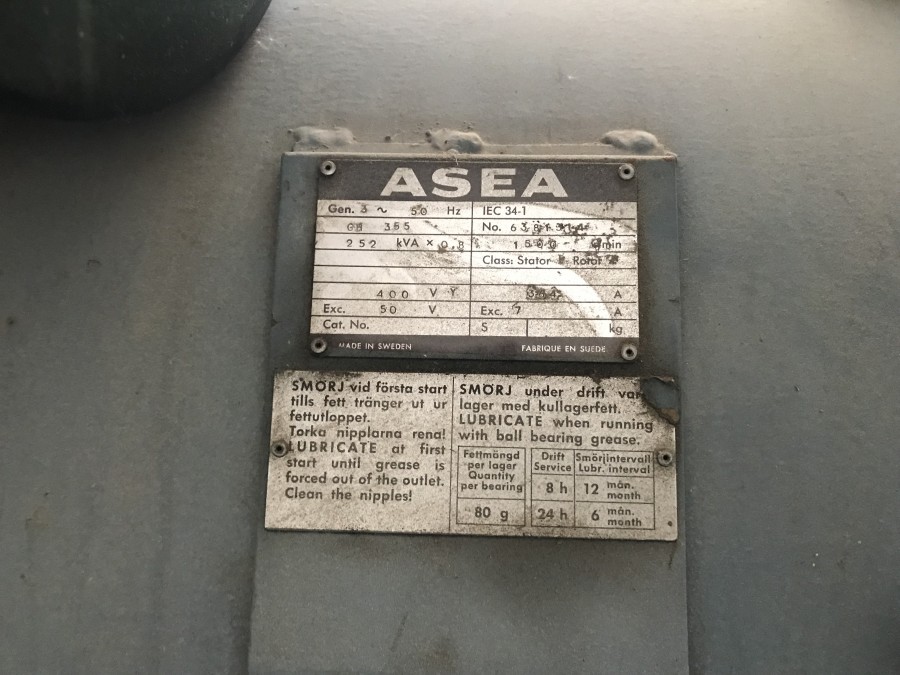 ASEA
Gen. 3 ~ 50 Hz IEC 34-1
GB 355 No.
252 kVA × 0.8 /min
Class: Stator Rotor
400 V Y A
Exc. 50 V Exc. 7 A
Cat. No. S kg
MADE IN SWEDEN FABRIQUE EN SUEDE
SMÖRJ vid första start
tills fett tränger ut ur
fettutloppet.
Torka nipplarna rena!
LUBRICATE at first
start until grease is
forced out of the outlet.
Clean the nipples!
SMÖRJ under drift
lager med kullagerfett.
LUBRICATE when running
with ball bearing grease.
Fettmängd Drift Smörjintervall
per lager Service Lubr. interval
Quantity
per bearing
8 h 12 mån.
month
80 g 24 h 6 mån.
month